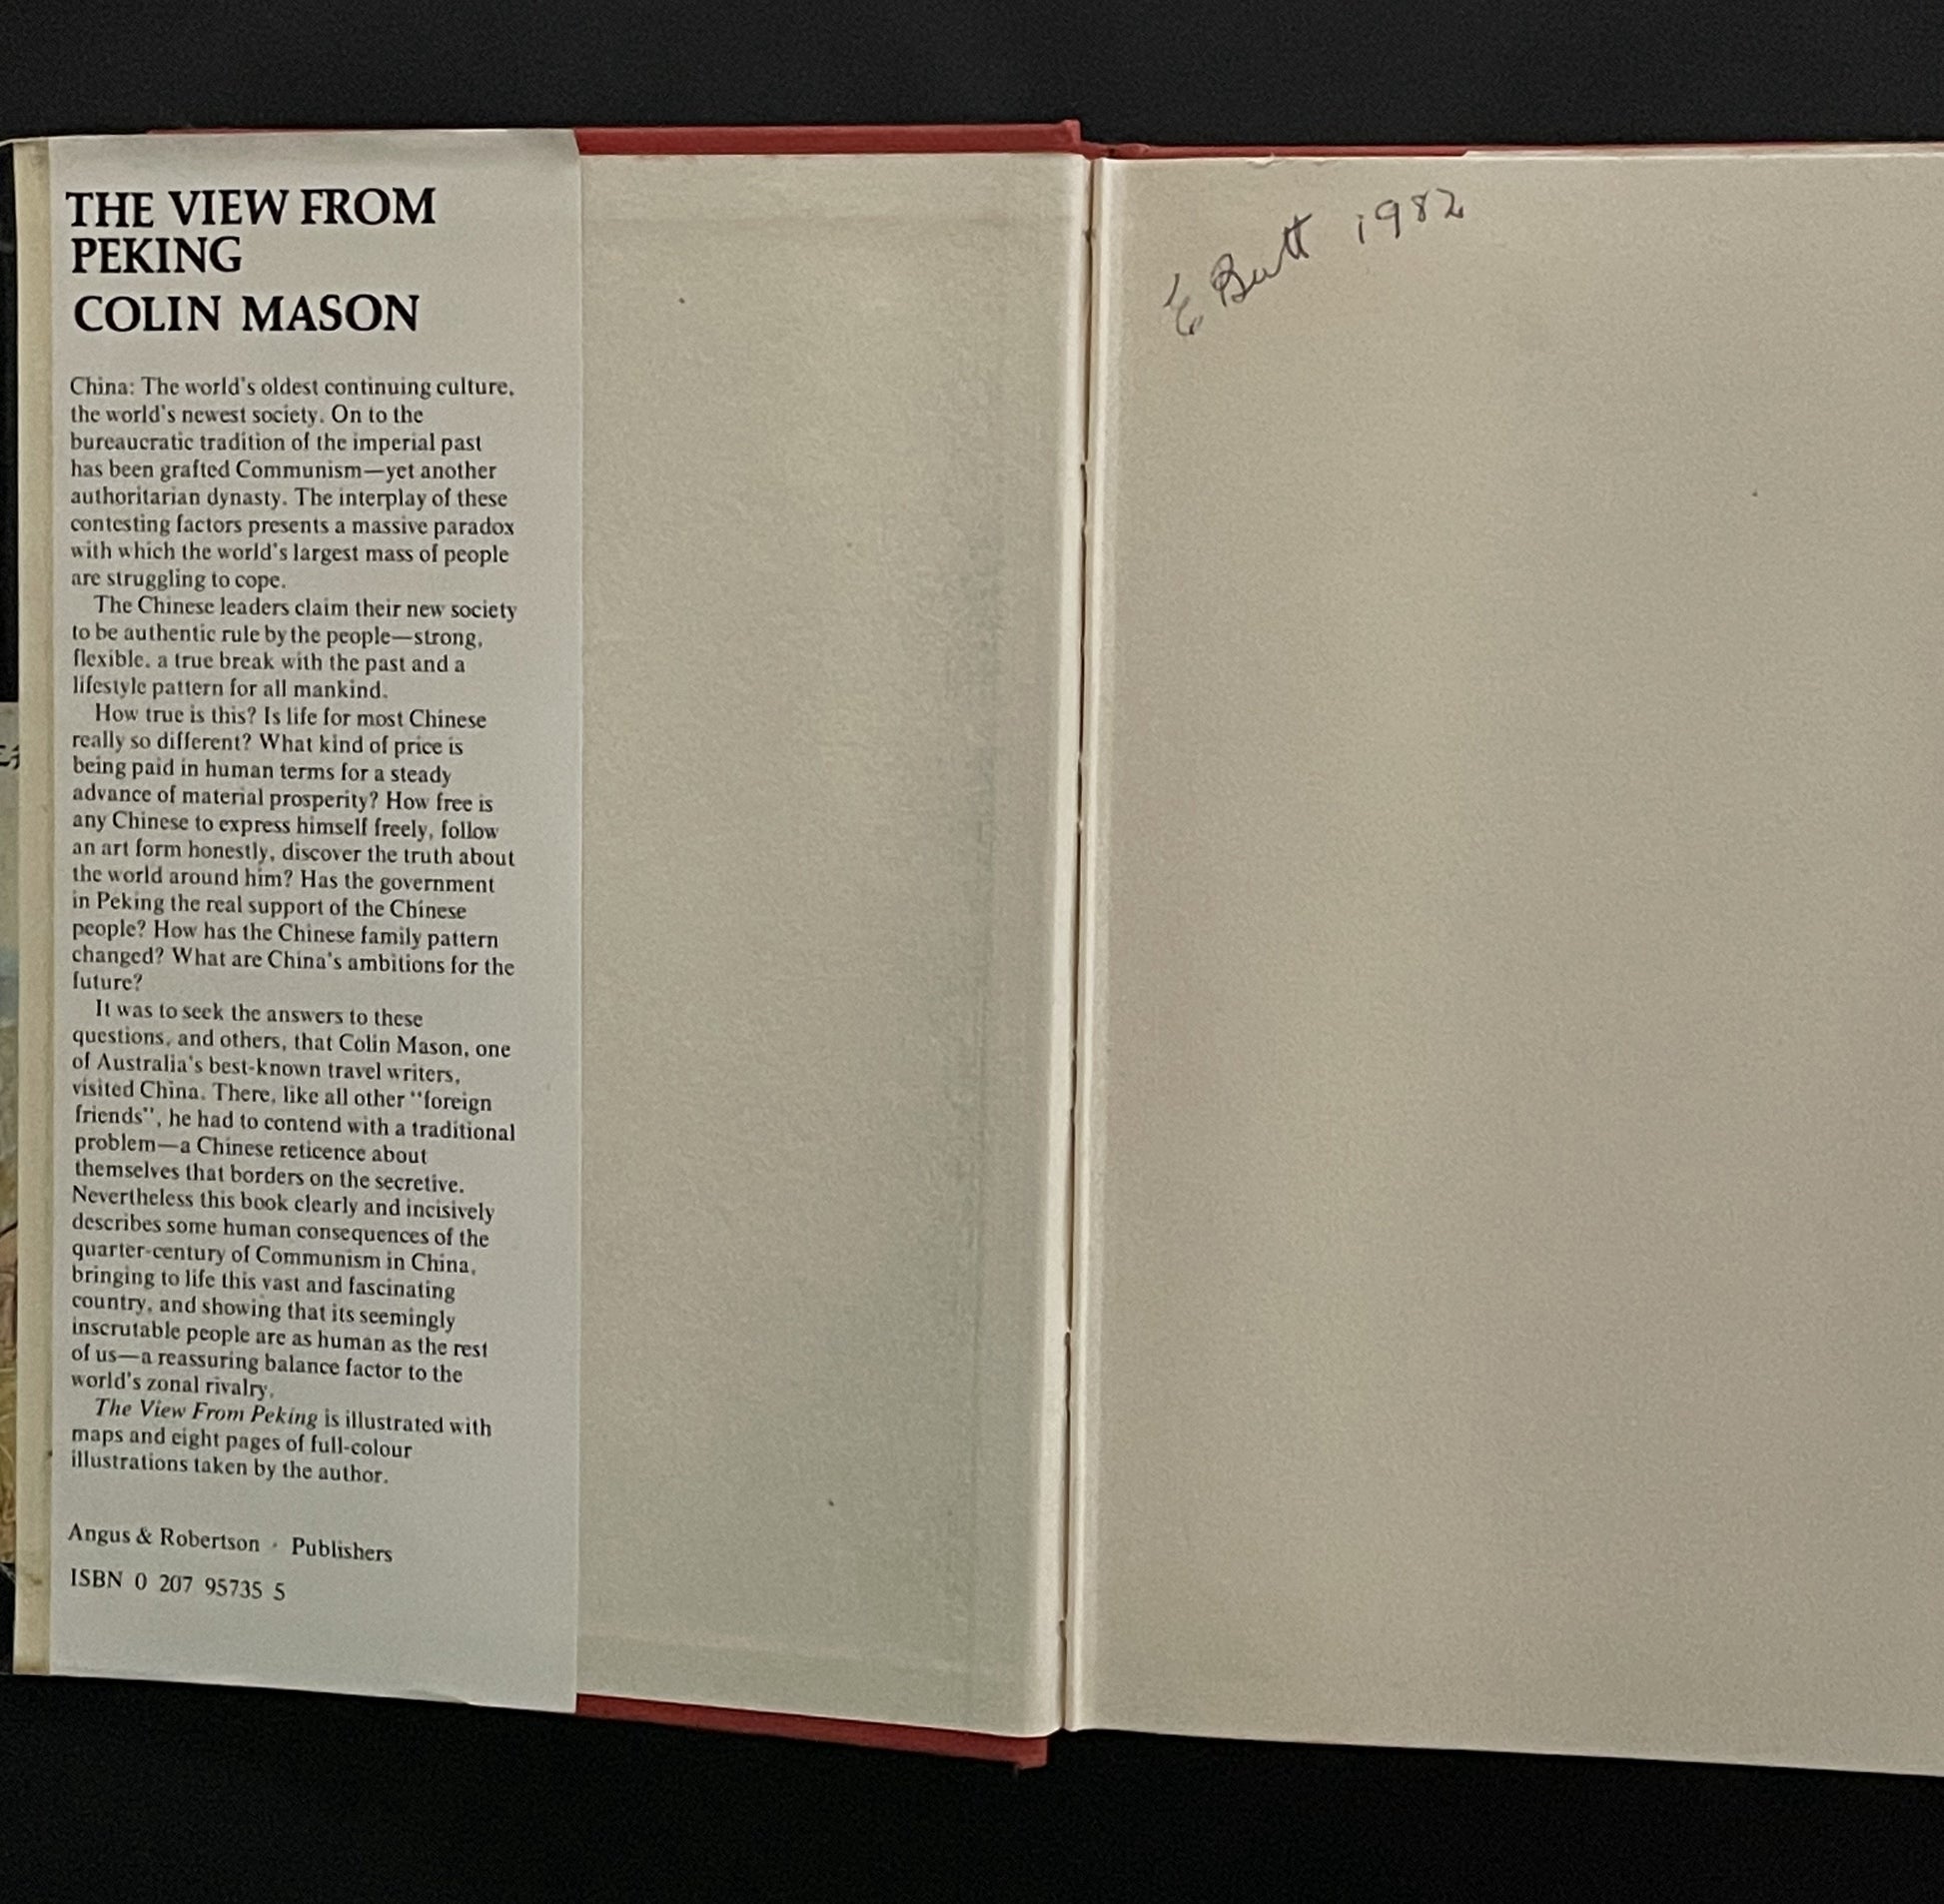 THE VIEW FROM
PEKING
COLIN MASON
China: The world's oldest continuing culture,
the world's newest society. On to the
bureaucratic tradition of the imperial past
has been grafted Communism—yet another
authoritarian dynasty. The interplay of these
contesting factors presents a massive paradox
with which the world's largest mass of people
are struggling to cope.
The Chinese leaders claim their new society
to be authentic rule by the people—strong,
flexible, a true break with the past and a
lifestyle pattern for all mankind.
How true is this? Is life for most Chinese
really so different? What kind of price is
being paid in human terms for a steady
advance of material prosperity? How free is
any Chinese to express himself freely, follow
an art form honestly, discover the truth about
the world around him? Has the government
in Peking the real support of the Chinese
people? How has the Chinese family pattern
changed? What are China's ambitions for the
future?
It was to seek the answers to these
questions, and others, that Colin Mason, one
of Australia's best-known travel writers,
visited China. There, like all other "foreign
friends", he had to contend with a traditional
problem—a Chinese reticence about
themselves that borders on the secretive.
Nevertheless this book clearly and incisively
describes some human consequences of the
quarter-century of Communism in China,
bringing to life this vast and fascinating
country, and showing that its seemingly
inscrutable people are as human as the rest
of us—a reassuring balance factor to the
world's zonal rivalry.
The View From Peking is illustrated with
maps and eight pages of full-colour
illustrations taken by the author.
Angus & Robertson · Publishers
ISBN 0 207 95735 5
E Butt 1982